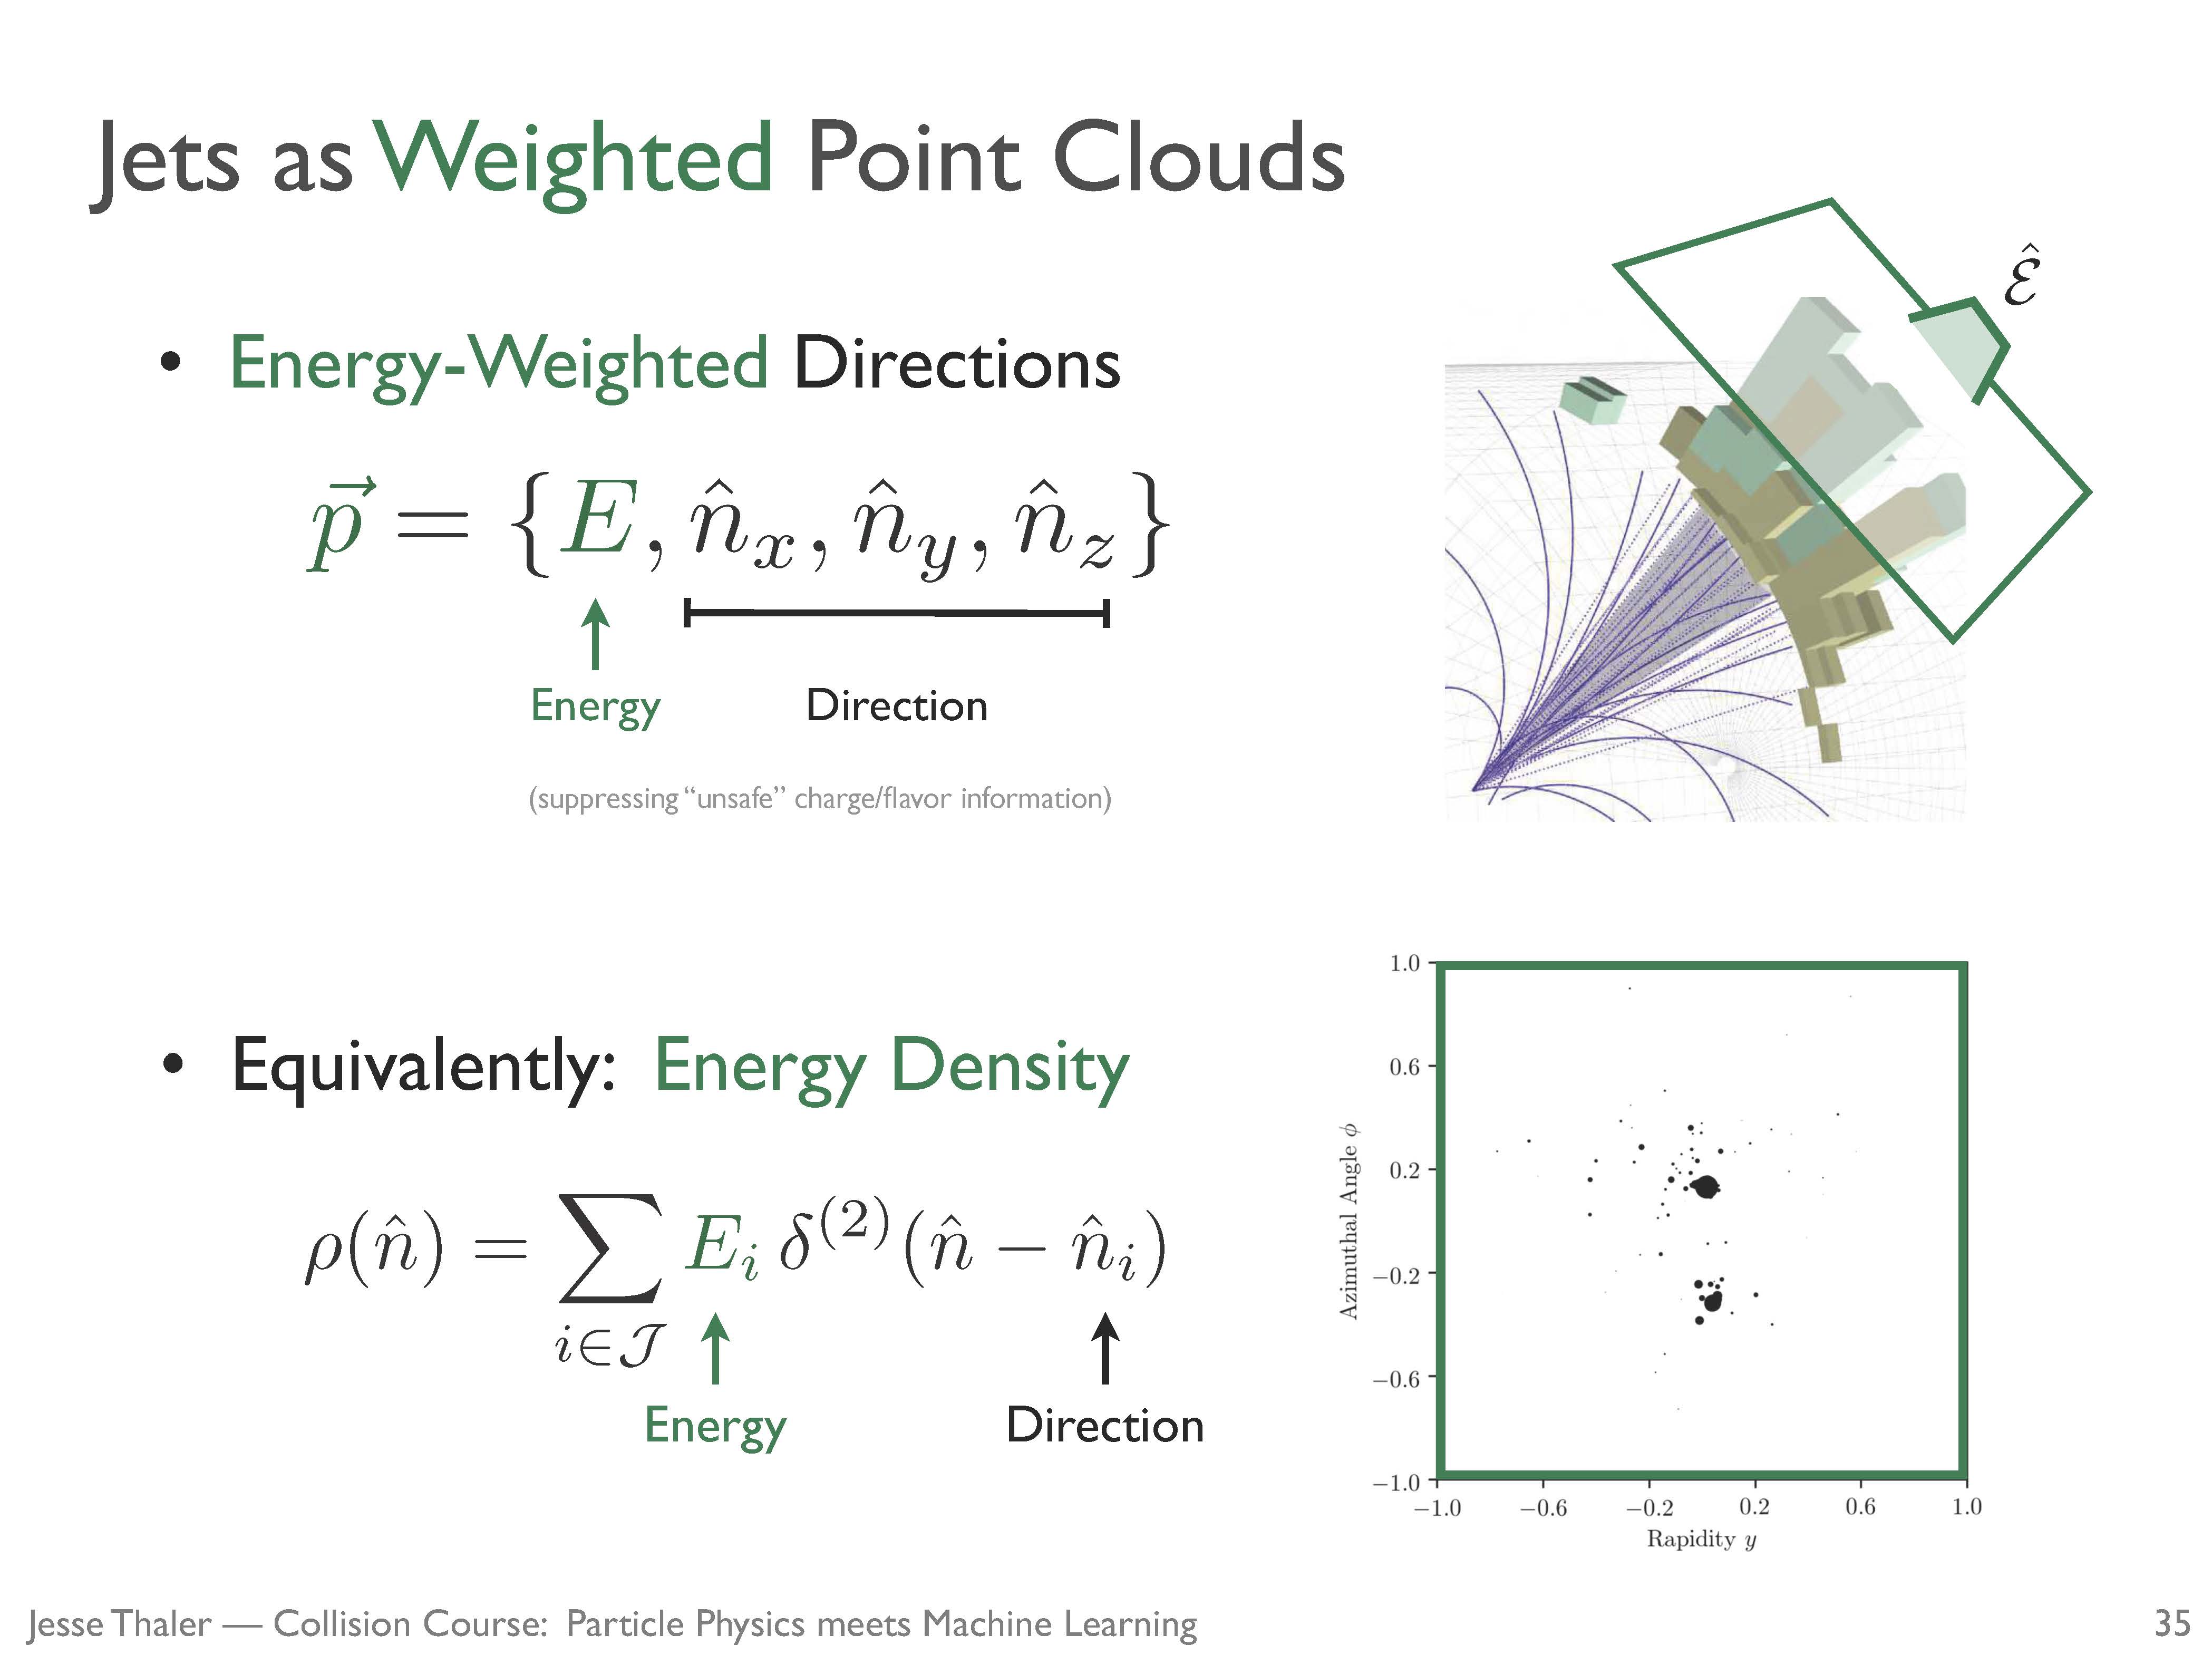 Jets as Weighted Point Clouds
• Energy-Weighted Directions
$\vec{p} = \{E, \hat{n}_x, \hat{n}_y, \hat{n}_z\}$
Energy
Direction
(suppressing “unsafe” charge/flavor information)
$\hat{\mathcal{E}}$
• Equivalently: Energy Density
$\rho(\hat{n}) = \sum_{i \in \mathcal{J}} E_i \, \delta^{(2)}(\hat{n} - \hat{n}_i)$
Energy
Direction
1.0
0.6
0.2
−0.2
−0.6
−1.0
Azimuthal Angle ϕ
−1.0 −0.6 −0.2 0.2 0.6 1.0
Rapidity y
Jesse Thaler — Collision Course: Particle Physics meets Machine Learning
35